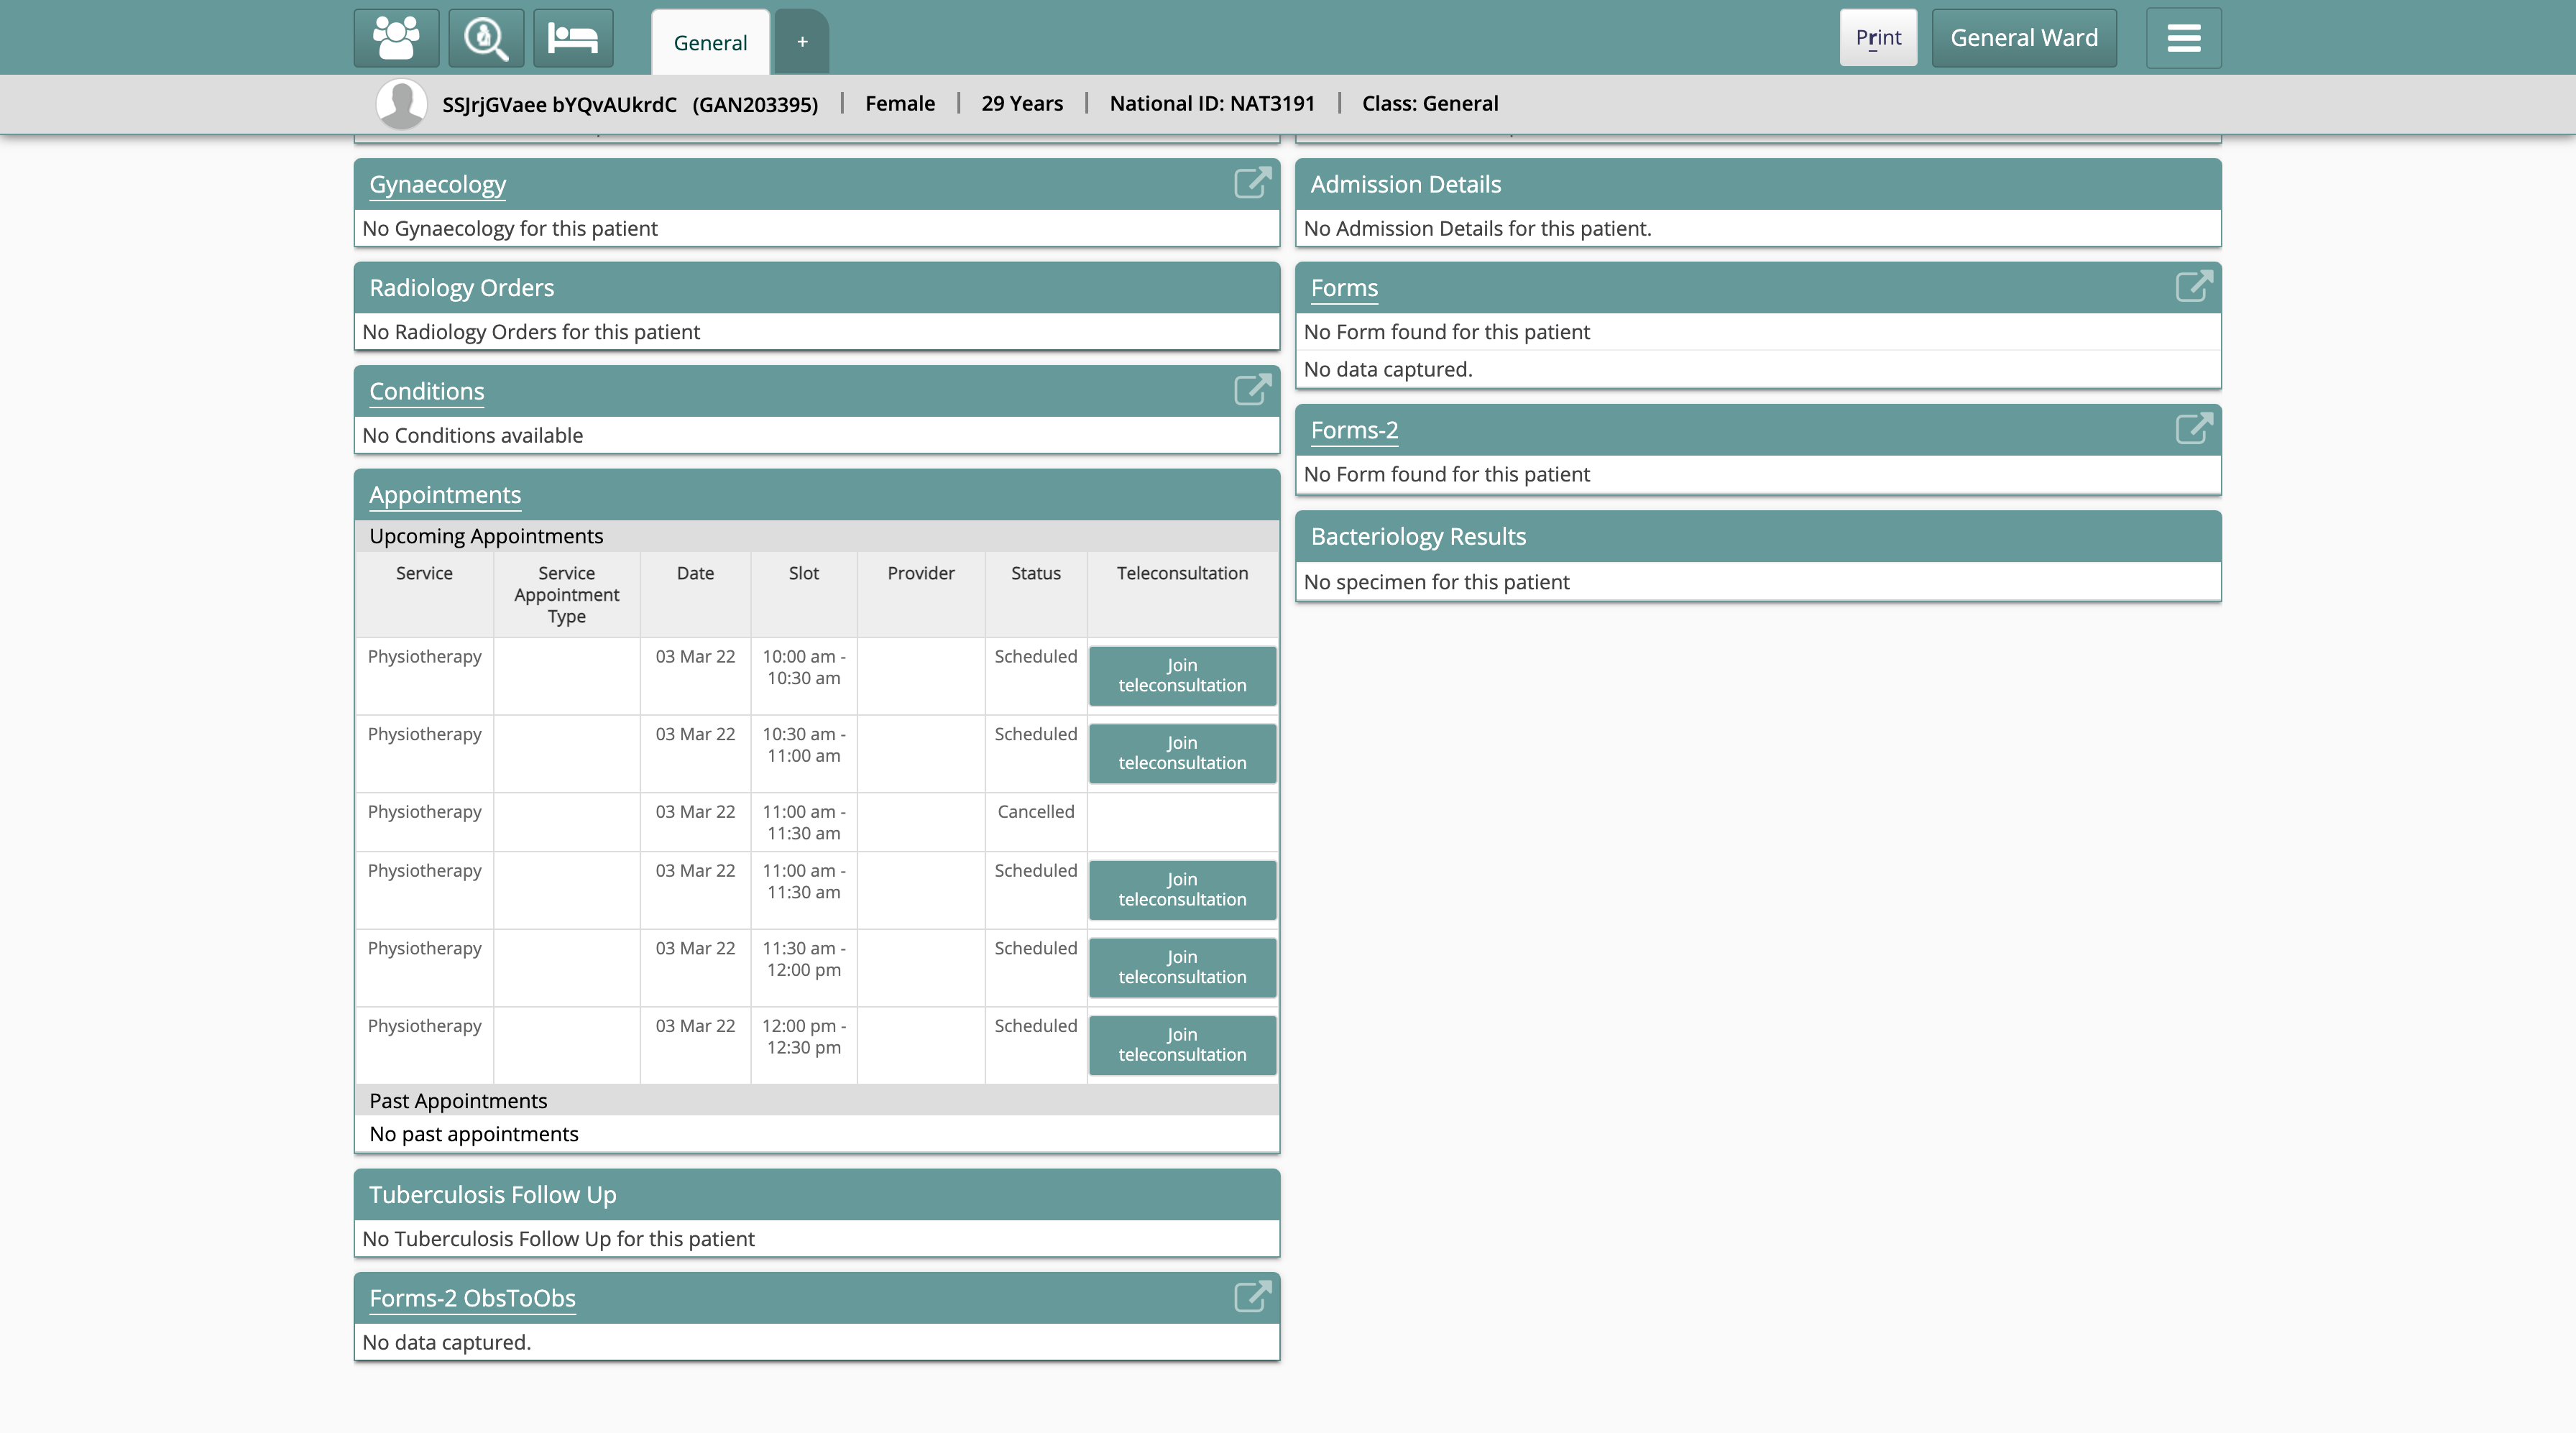 General
+
Print
General Ward
SSJrjGVaee bYQvAUkrdC (GAN203395) | Female | 29 Years | National ID: NAT3191 | Class: General
Gynaecology
No Gynaecology for this patient
Radiology Orders
No Radiology Orders for this patient
Conditions
No Conditions available
Appointments
Upcoming Appointments
Service Service Appointment Type Date Slot Provider Status Teleconsultation
Physiotherapy 03 Mar 22 10:00 am - 10:30 am Scheduled Join teleconsultation
Physiotherapy 03 Mar 22 10:30 am - 11:00 am Scheduled Join teleconsultation
Physiotherapy 03 Mar 22 11:00 am - 11:30 am Cancelled
Physiotherapy 03 Mar 22 11:00 am - 11:30 am Scheduled Join teleconsultation
Physiotherapy 03 Mar 22 11:30 am - 12:00 pm Scheduled Join teleconsultation
Physiotherapy 03 Mar 22 12:00 pm - 12:30 pm Scheduled Join teleconsultation
Past Appointments
No past appointments
Tuberculosis Follow Up
No Tuberculosis Follow Up for this patient
Forms-2 ObsToObs
No data captured.
Admission Details
No Admission Details for this patient.
Forms
No Form found for this patient
No data captured.
Forms-2
No Form found for this patient
Bacteriology Results
No specimen for this patient